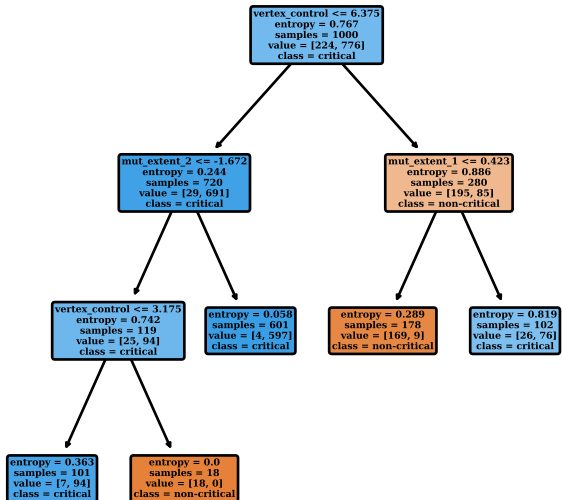 vertex_control <= 6.375
entropy = 0.767
samples = 1000
value = [224, 776]
class = critical
mut_extent_2 <= -1.672
entropy = 0.244
samples = 720
value = [29, 691]
class = critical
mut_extent_1 <= 0.423
entropy = 0.886
samples = 280
value = [195, 85]
class = non-critical
vertex_control <= 3.175
entropy = 0.742
samples = 119
value = [25, 94]
class = critical
entropy = 0.058
samples = 601
value = [4, 597]
class = critical
entropy = 0.289
samples = 178
value = [169, 9]
class = non-critical
entropy = 0.819
samples = 102
value = [26, 76]
class = critical
entropy = 0.363
samples = 101
value = [7, 94]
class = critical
entropy = 0.0
samples = 18
value = [18, 0]
class = non-critical